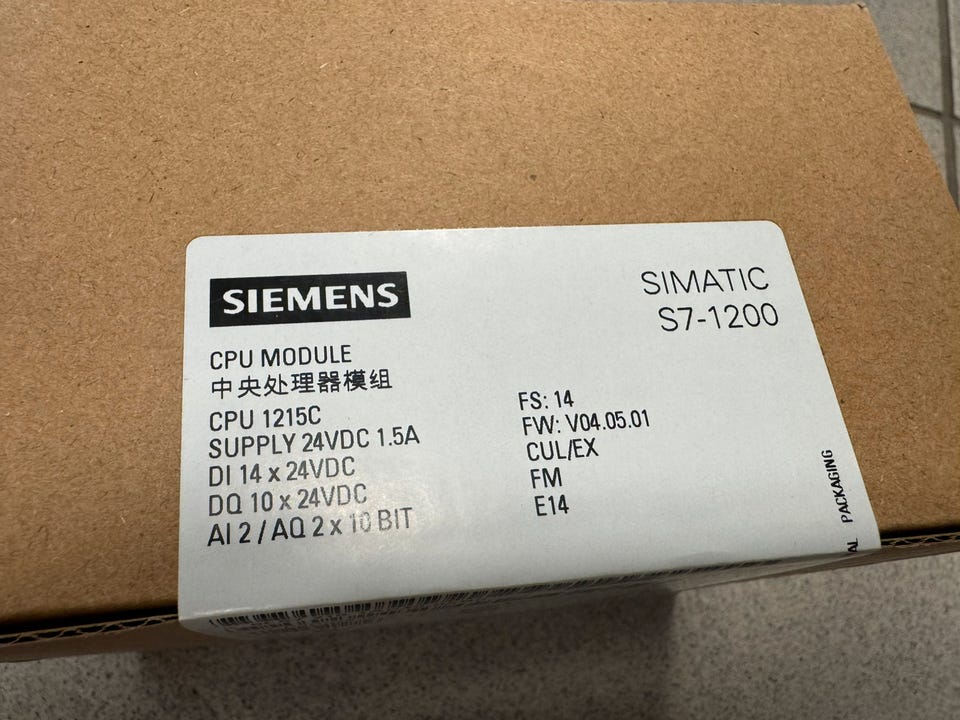 SIEMENS
SIMATIC
S7-1200
CPU MODULE
中央处理器模组
CPU 1215C
SUPPLY 24VDC 1.5A
DI 14 x 24VDC
DQ 10 x 24VDC
AI 2 / AQ 2 x 10 BIT
FS: 14
FW: V04.05.01
CUL/EX
FM
E14
PACKAGING